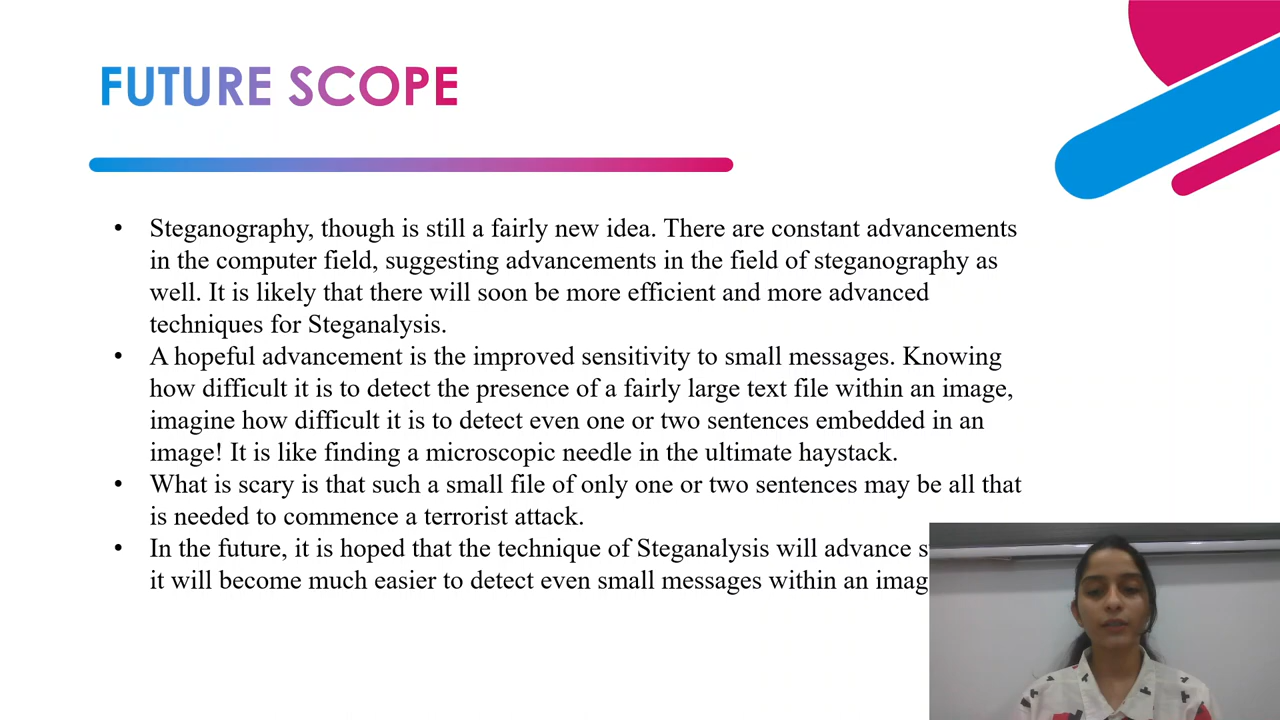 FUTURE SCOPE
• Steganography, though is still a fairly new idea. There are constant advancements
in the computer field, suggesting advancements in the field of steganography as
well. It is likely that there will soon be more efficient and more advanced
techniques for Steganalysis.
• A hopeful advancement is the improved sensitivity to small messages. Knowing
how difficult it is to detect the presence of a fairly large text file within an image,
imagine how difficult it is to detect even one or two sentences embedded in an
image! It is like finding a microscopic needle in the ultimate haystack.
• What is scary is that such a small file of only one or two sentences may be all that
is needed to commence a terrorist attack.
• In the future, it is hoped that the technique of Steganalysis will advance
it will become much easier to detect even small messages within an